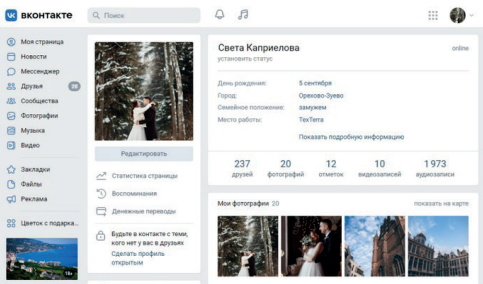 вконтакте
Поиск
Моя страница
Новости
Мессенджер
Друзья 28
Сообщества
Фотографии
Музыка
Видео
Закладки
Файлы
Реклама
Цветок с подарка...
18+
Редактировать
Статистика страницы
Воспоминания
Денежные переводы
Будьте в контакте с теми,
кого нет у вас в друзьях
Сделать профиль
открытым
Света Каприелова online
установить статус
День рождения: 5 сентября
Город: Орехово-Зуево
Семейное положение: замужем
Место работы: TexTerra
Показать подробную информацию
237 20 12 10 1 973
друзей фотографий отметок видеозаписей аудиозаписи
Мои фотографии 20 показать на карте